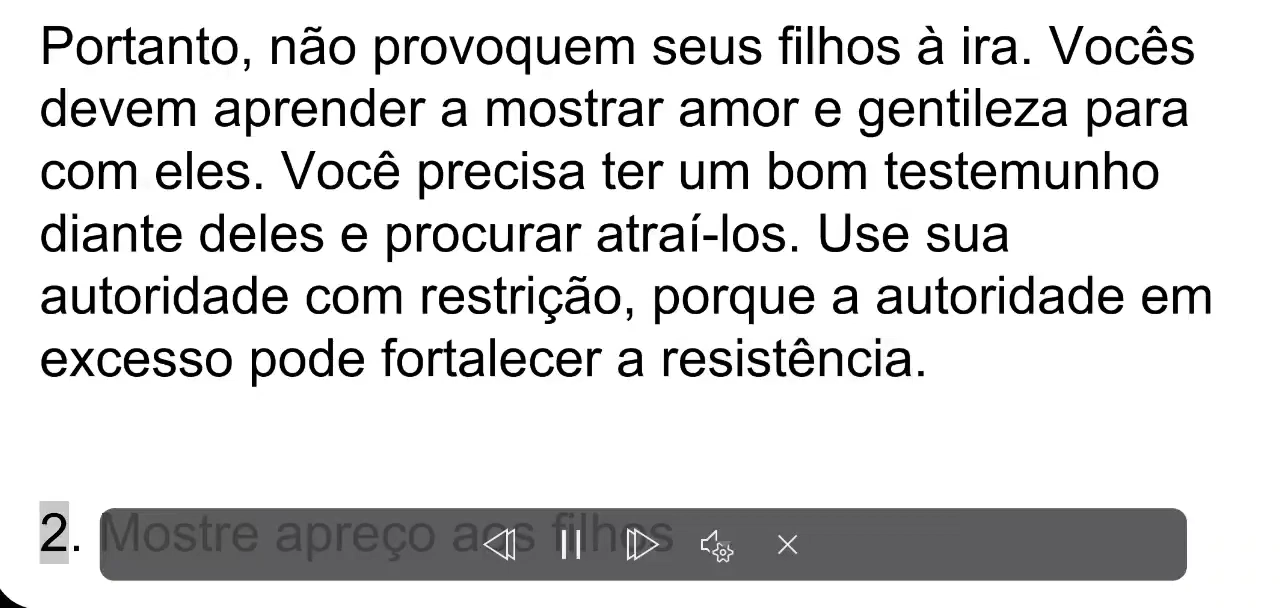 Portanto, não provoquem seus filhos à ira. Vocês
devem aprender a mostrar amor e gentileza para
com eles. Você precisa ter um bom testemunho
diante deles e procurar atraí-los. Use sua
autoridade com restrição, porque a autoridade em
excesso pode fortalecer a resistência.
2. Mostre apreço aos filhos